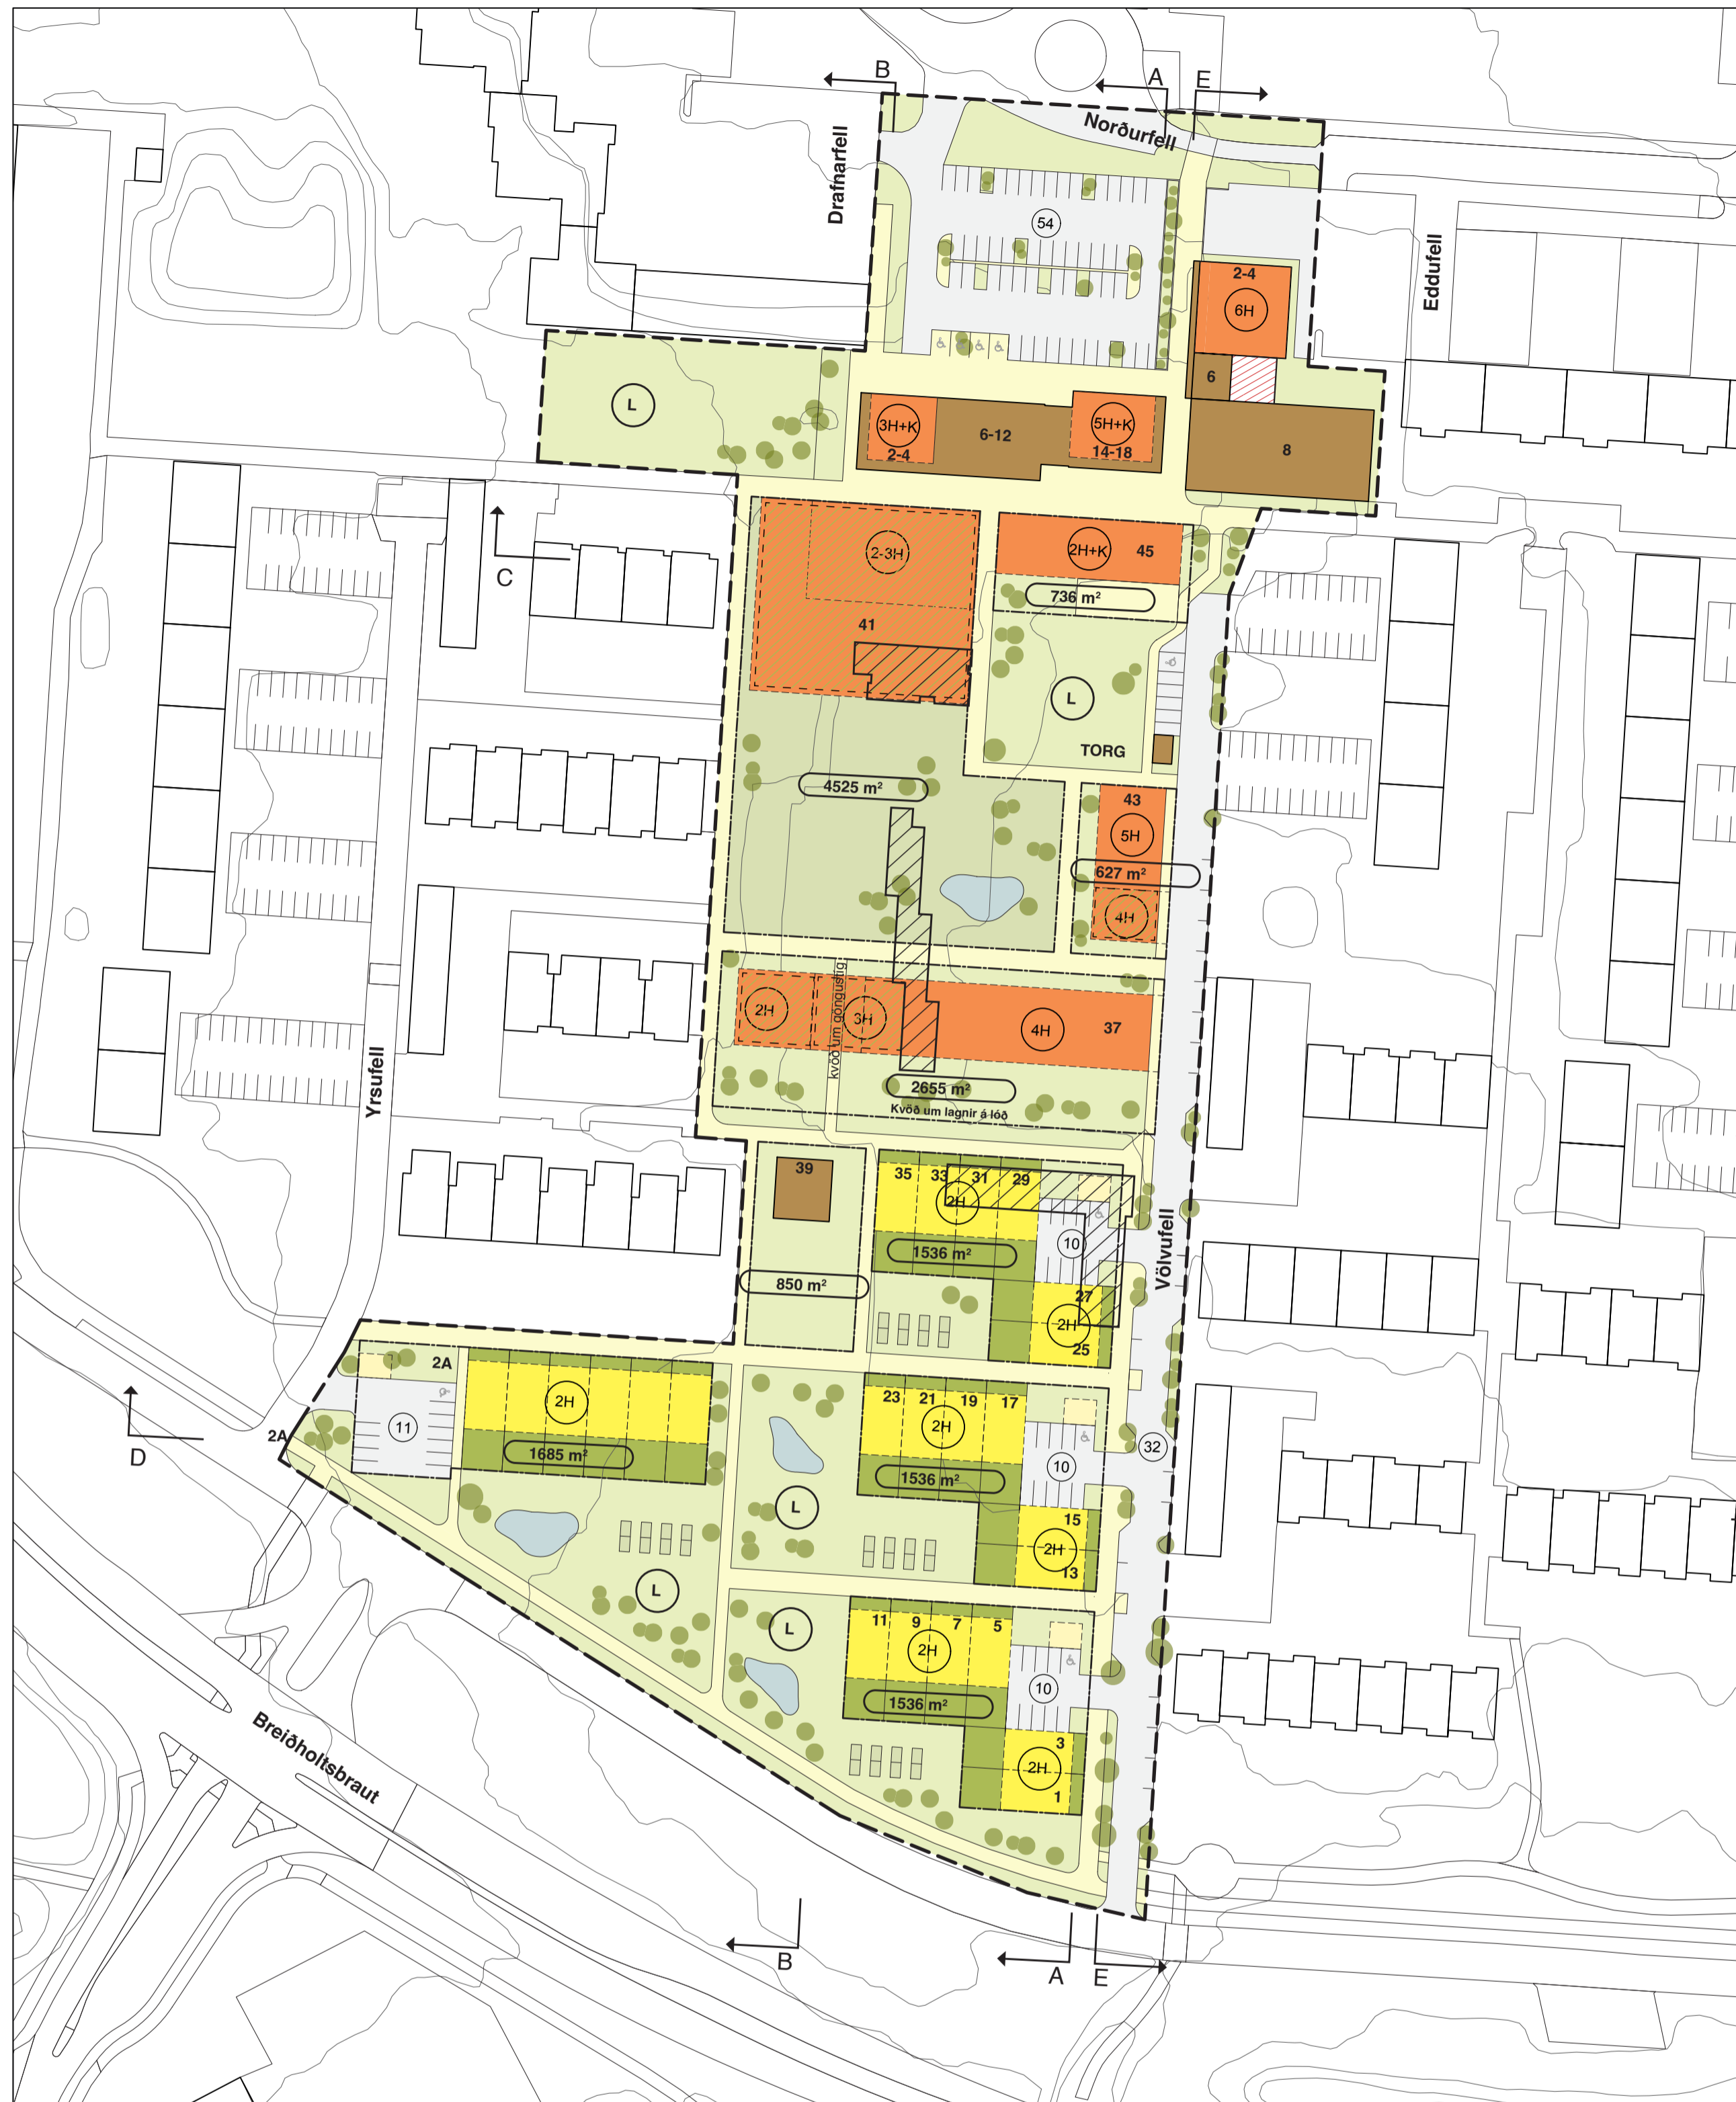 B
A
E
Norðurfell
Drafnarfell
54
Eddufell
2-4
6H
6
L
3H+K
2-4
6-12
5H+K
14-18
8
C
2-3H
41
2H+K
45
736 m²
L
TORG
4525 m²
43
5H
627 m²
4H
2H
3H
kvöð um göngustíg
4H
37
2655 m²
Kvöð um lagnir á lóð
Yrsufell
39
35
33
31
29
2H
10
1536 m²
850 m²
27
2H
25
Völvufell
2A
2H
11
1685 m²
2A
D
23
21
19
17
2H
10
32
1536 m²
L
15
2H
13
L
L
11
9
7
5
2H
10
1536 m²
3
2H
1
Breiðholtsbraut
B
A
E